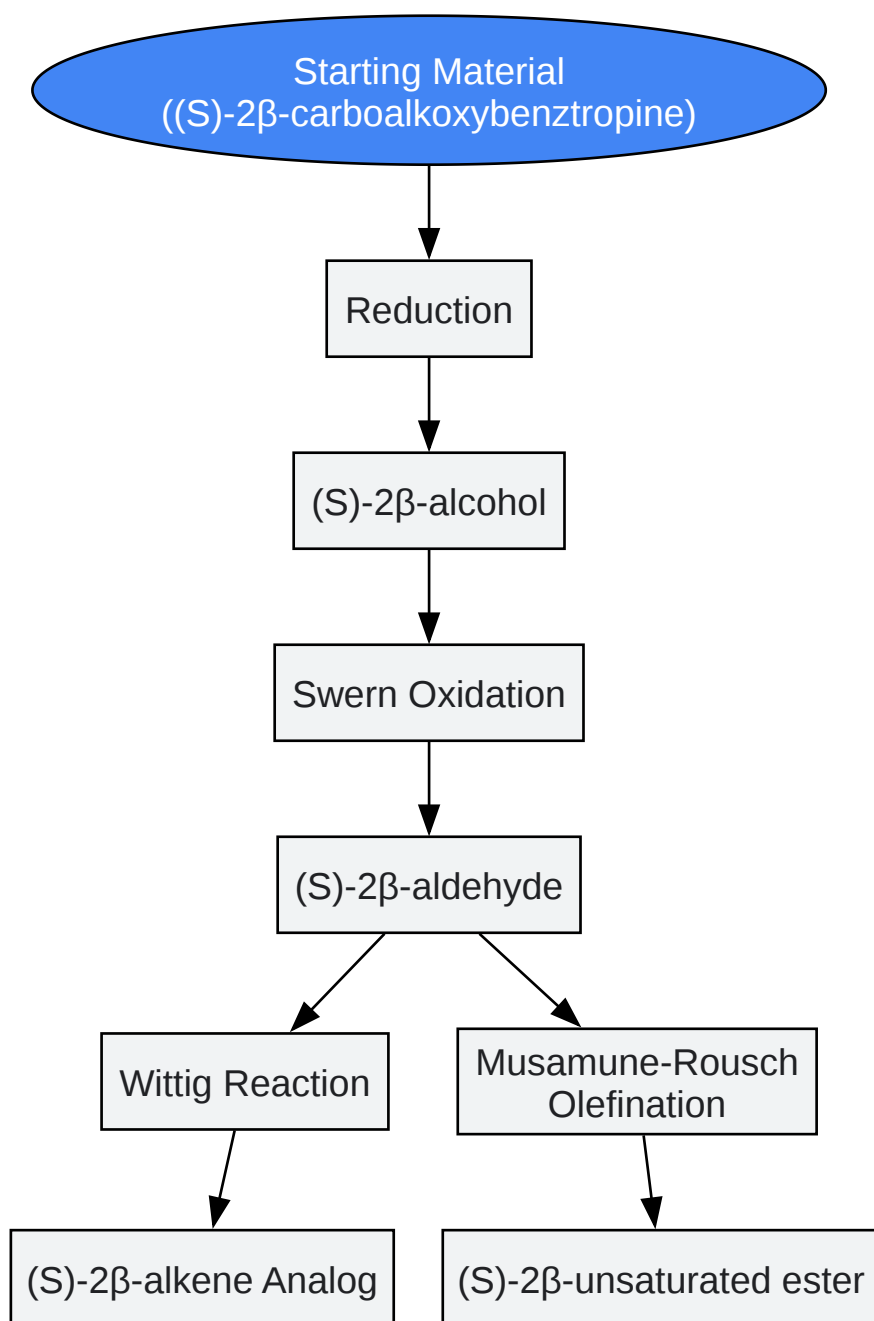 Starting Material
((S)-2β-carboalkoxybenztropine)
Reduction
(S)-2β-alcohol
Swern Oxidation
(S)-2β-aldehyde
Wittig Reaction
Musamune-Rousch
Olefination
(S)-2β-alkene Analog
(S)-2β-unsaturated ester